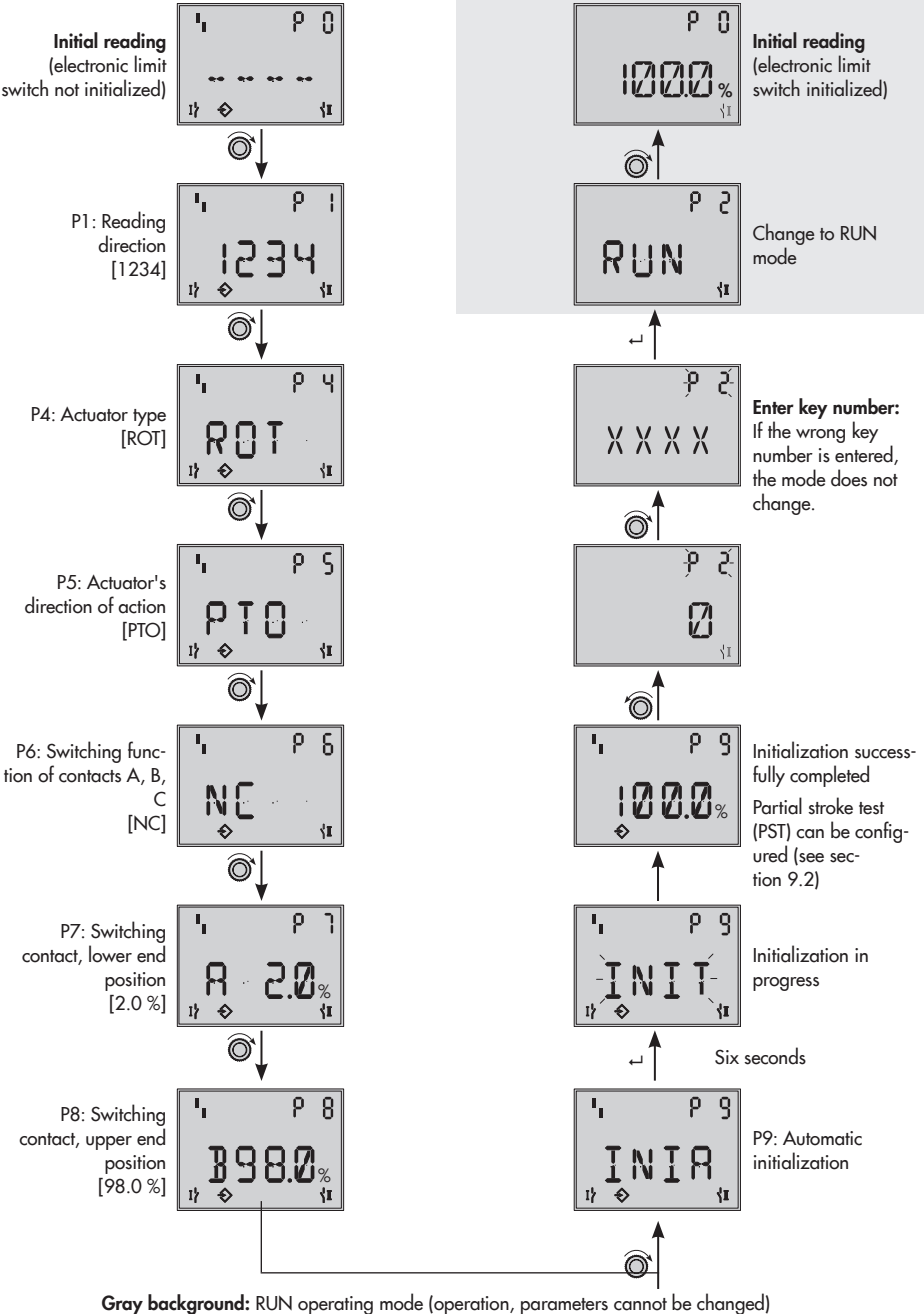 Initial reading
(electronic limit
switch not initialized)
P 0
- - - -
P1: Reading
direction
[1234]
P 1
1234
P4: Actuator type
[ROT]
P 4
ROT
P5: Actuator's
direction of action
[PTO]
P 5
PTO
P6: Switching func-
tion of contacts A, B,
C
[NC]
P 6
NC
P7: Switching
contact, lower end
position
[2.0 %]
P 7
A 2.0%
P8: Switching
contact, upper end
position
[98.0 %]
P 8
B98.0%
P 0
100.0 %
Initial reading
(electronic limit
switch initialized)
P 2
RUN
Change to RUN
mode
P 2
XXXX
Enter key number:
If the wrong key
number is entered,
the mode does not
change.
P 2
0
P 9
100.0%
Initialization success-
fully completed
Partial stroke test
(PST) can be config-
ured (see sec-
tion 9.2)
P 9
INIT
Initialization in
progress
Six seconds
P 9
INIA
P9: Automatic
initialization
Gray background: RUN operating mode (operation, parameters cannot be changed)